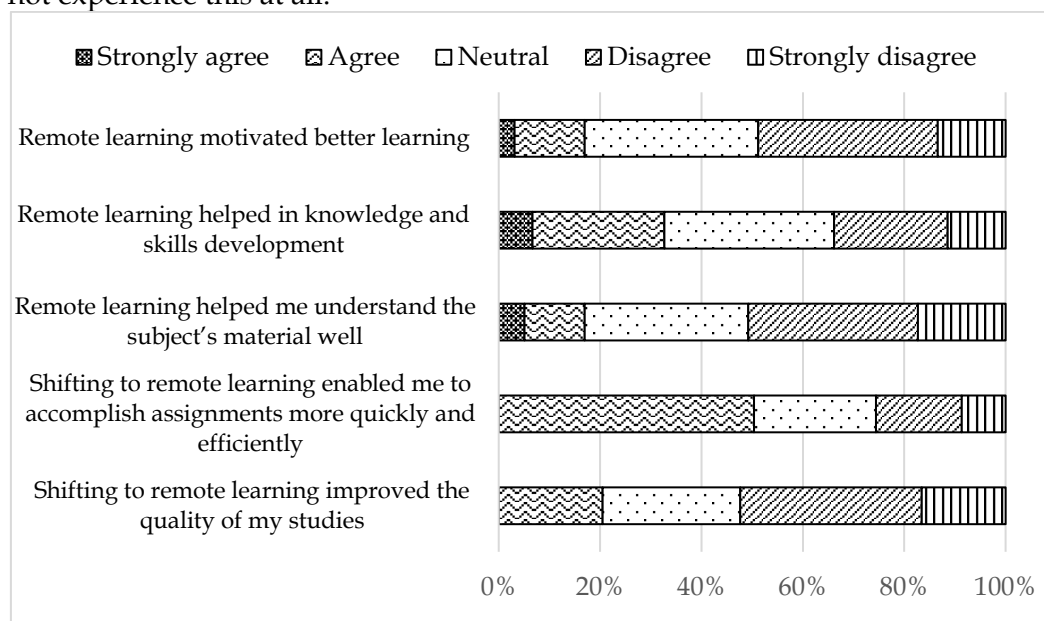 not experience this at all.
Strongly agree Agree Neutral Disagree Strongly disagree
Remote learning motivated better learning
Remote learning helped in knowledge and
skills development
Remote learning helped me understand the
subject’s material well
Shifting to remote learning enabled me to
accomplish assignments more quickly and
efficiently
Shifting to remote learning improved the
quality of my studies
0% 20% 40% 60% 80% 100%